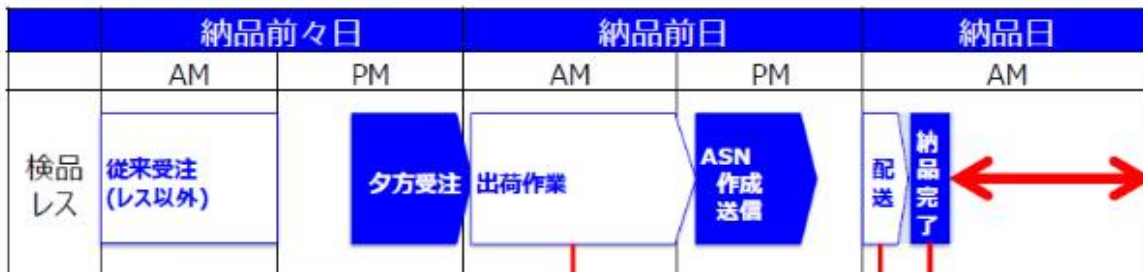 納品前々日 納品前日 納品日
AM PM AM PM AM
検品
レス
従来受注
(レス以外)
夕方受注
出荷作業
ASN
作成
送信
配送
納品完了